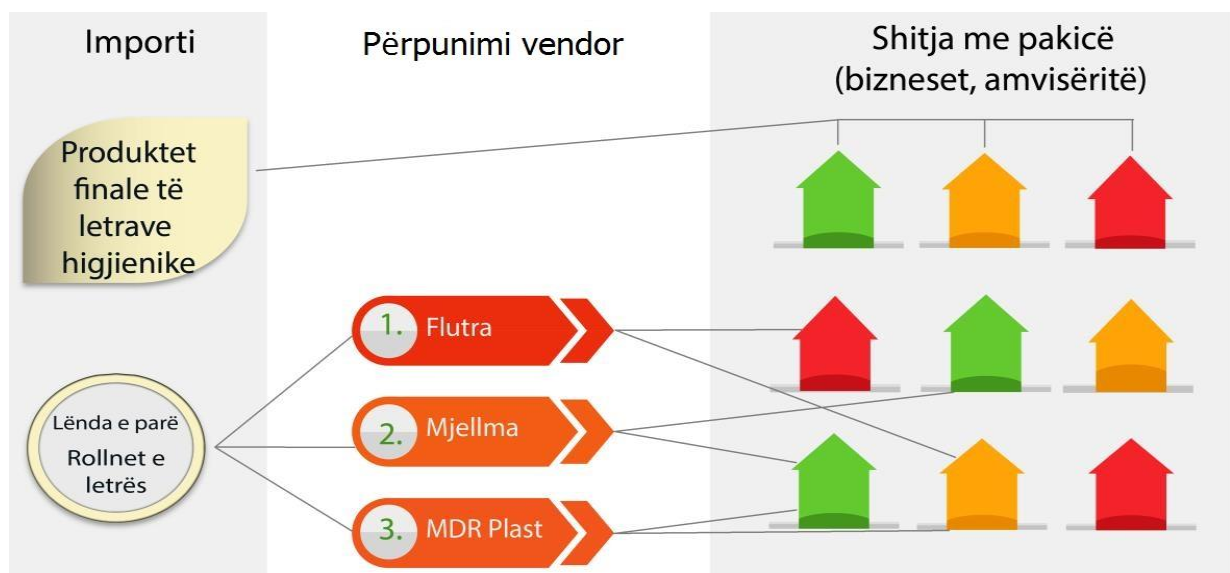 Importi
Përpunimi vendor
Shitja me pakicë
(bizneset, amvisëritë)
Produktet
finale të
letrave
higjienike
1. Flutra
2. Mjellma
3. MDR Plast
Lënda e parë
Rollnet e
letrës